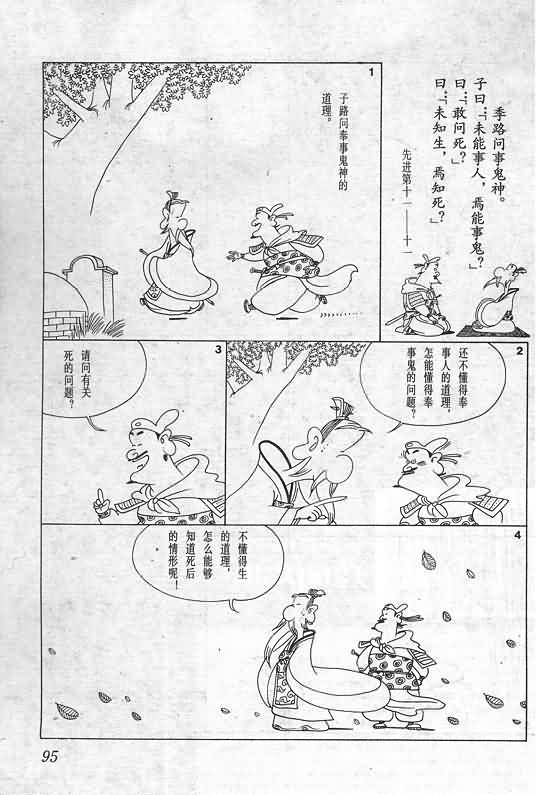 季路问事鬼神。
子曰：「未能事人，焉能事鬼？」
曰：「敢问死？」
曰：「未知生，焉知死？」
先进第十一——十一
1
子路问奉事鬼神的
道理。
2
还不懂得奉
事人的道理，
怎能懂得奉
事鬼的问题？
3
请问有关
死的问题？
4
不懂得生
的道理，
怎么能够
知道死后
的情形呢！
95